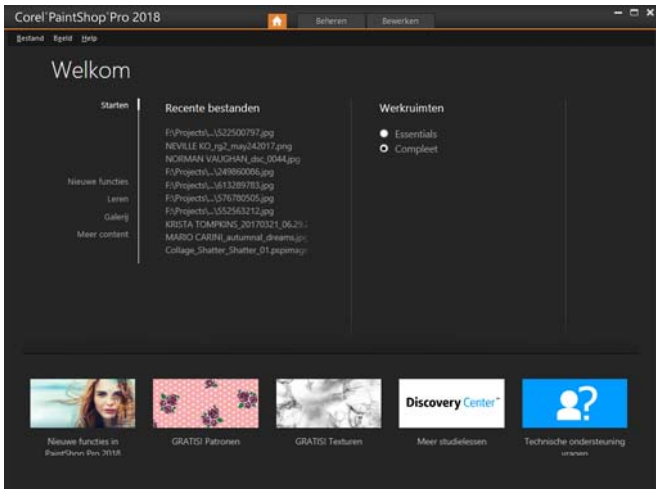 Corel® PaintShop® Pro 2018
Beheren
Bewerken
Bestand Beeld Help
Welkom
Starten
Nieuwe functies
Leren
Galerij
Meer content
Recente bestanden
F:\Projects\...\522500797.jpg
NEVILLE KO_rg2_may242017.png
NORMAN VAUGHAN_dsc_0044.jpg
F:\Projects\...\249860086.jpg
F:\Projects\...\613289783.jpg
F:\Projects\...\576780505.jpg
F:\Projects\...\552563212.jpg
KRISTA TOMPKINS_20170321_06.29.
MARIO CARINI_autumnal_dreams.jpg
Collage_Shatter_Shatter_01.pspimage
Werkruimten
Essentials
Compleet
Discovery Center™
Nieuwe functies in
PaintShop Pro 2018
GRATIS! Patronen
GRATIS! Texturen
Meer studielessen
Technische ondersteuning
vragen